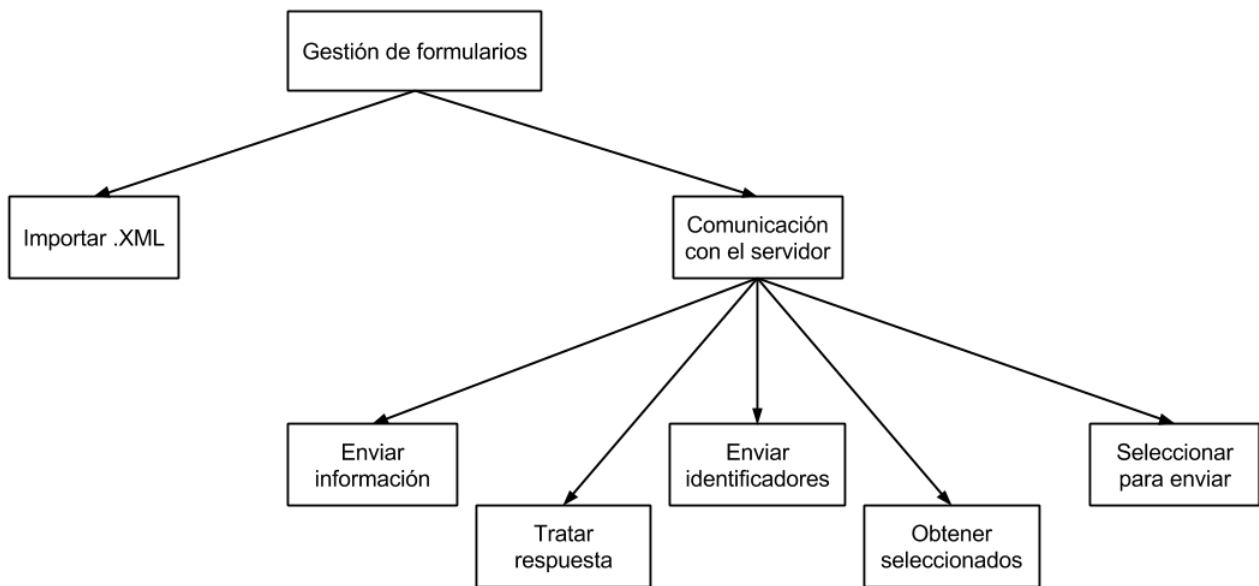 Gestión de formularios
Importar .XML
Comunicación
con el servidor
Enviar
información
Enviar
identificadores
Seleccionar
para enviar
Tratar
respuesta
Obtener
seleccionados